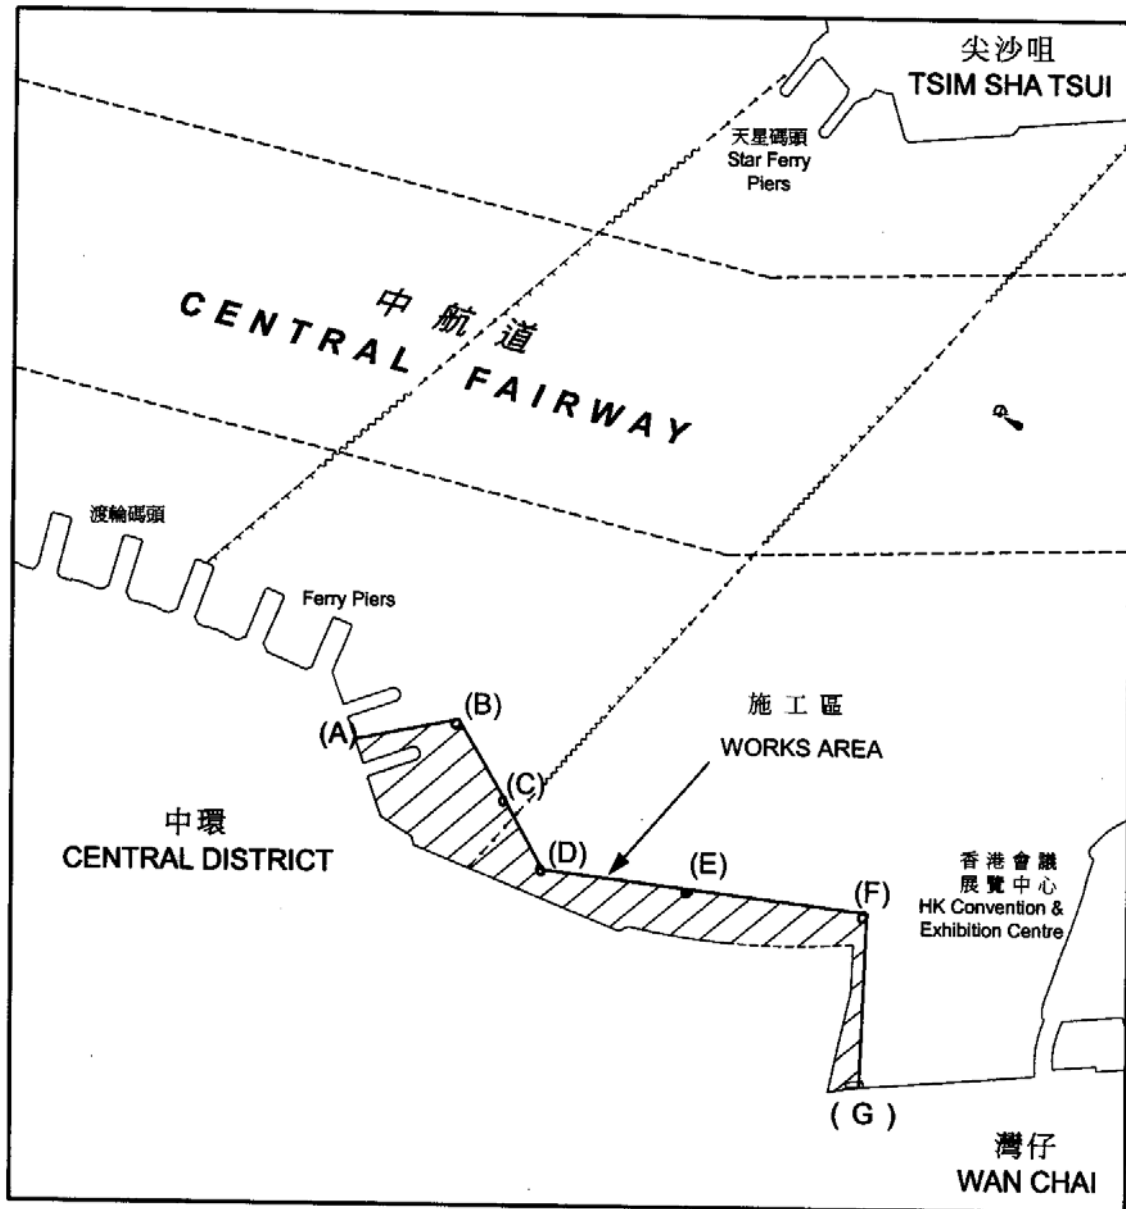 尖沙咀
TSIM SHA TSUI
天星碼頭
Star Ferry
Piers
中航道
CENTRAL FAIRWAY
渡輪碼頭
Ferry Piers
(A)
(B)
(C)
(D)
(E)
(F)
(G)
施工區
WORKS AREA
中環
CENTRAL DISTRICT
香港會議
展覽中心
HK Convention &
Exhibition Centre
灣仔
WAN CHAI